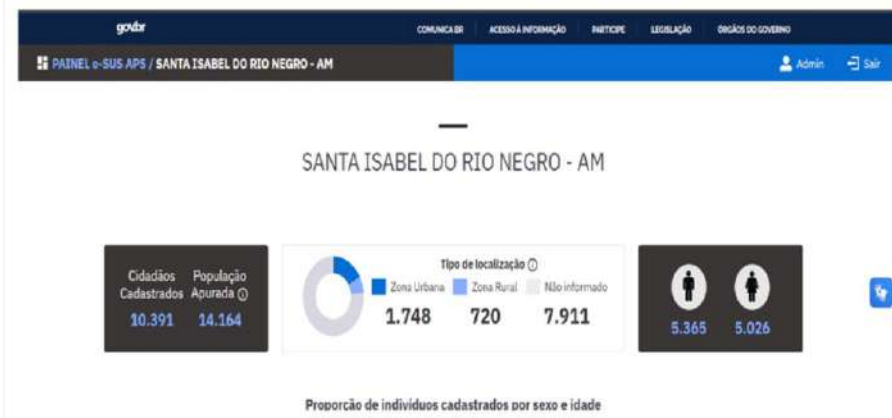 govbr COMUNICA BR ACESSO À INFORMAÇÃO PARTICIPE LEGISLAÇÃO ÓRGÃOS DO GOVERNO
PAINEL e-SUS APS / SANTA ISABEL DO RIO NEGRO - AM Admin Sair
SANTA ISABEL DO RIO NEGRO - AM
Cidadãos Cadastrados
10.391
População Apurada
14.164
Tipo de localização
Zona Urbana Zona Rural Não informado
1.748 720 7.911
5.365 5.026
Proporção de indivíduos cadastrados por sexo e idade